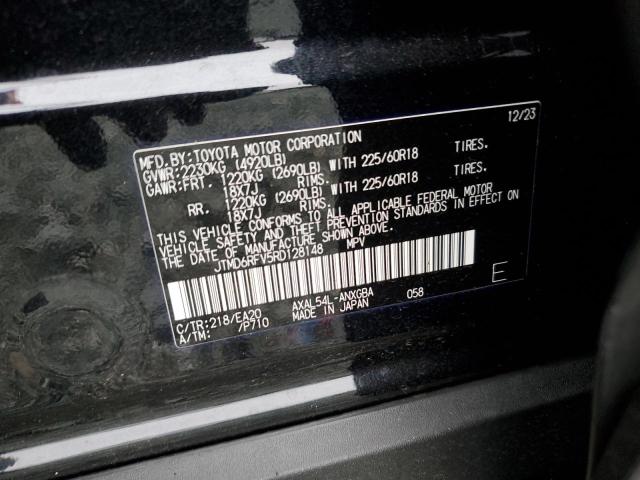 12/23
MFD.BY:TOYOTA MOTOR CORPORATION
GVWR:2230KG (4920LB)
GAWR:FRT. 1220KG (2690LB) WITH 225/60R18 TIRES.
18X7J RIMS.
RR. 1220KG (2690LB) WITH 225/60R18 TIRES.
18X7J RIMS.
THIS VEHICLE CONFORMS TO ALL APPLICABLE FEDERAL MOTOR
VEHICLE SAFETY AND THEFT PREVENTION STANDARDS IN EFFECT ON
THE DATE OF MANUFACTURE SHOWN ABOVE.
JTMD6RFV5RD128148 MPV
E
C/TR:218/EA20 AXAL54L-ANXGBA 058
A/TM: /P710 MADE IN JAPAN